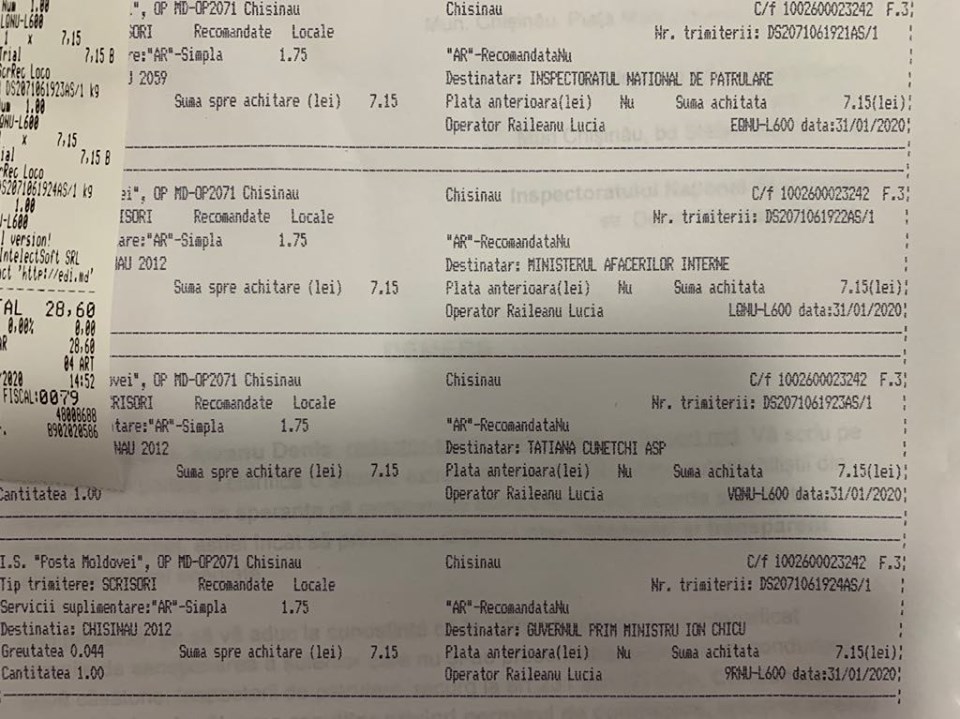 Num 1.00
LQNU-L600
1 x 7,15
Trial 7,15 B
ScrRec Loco
DS2071061923AS/1 kg
Num 1.00
QNU-L600
x 7,15
ial 7,15 B
rRec Loco
DS2071061924AS/1 kg
1.00
U-L600
l version!
IntelectSoft SRL
act 'http://edi.md'
TAL 28,60
0,00% 0,00
AR 28,60
04 ART
/2020 14:52
FISCAL:0079
48008688
8902020586
", OP MD-OP2071 Chisinau Chisinau C/f 1002600023242 F.3
SORI Recomandate Locale Nr. trimiterii: DS2071061921AS/1
re:"AR"-Simpla 1.75 "AR"-RecomandataNu
U 2059 Destinatar: INSPECTORATUL NATIONAL DE PATRULARE
Suma spre achitare (lei) 7.15 Plata anterioara(lei) Nu Suma achitata 7.15(lei)
Operator Raileanu Lucia EQNU-L600 data:31/01/2020
ei", OP MD-OP2071 Chisinau Chisinau C/f 1002600023242 F.3
ISORI Recomandate Locale Nr. trimiterii: DS2071061922AS/1
are:"AR"-Simpla 1.75 "AR"-RecomandataNu
NAU 2012 Destinatar: MINISTERUL AFACERILOR INTERNE
Suma spre achitare (lei) 7.15 Plata anterioara(lei) Nu Suma achitata 7.15(lei)
Operator Raileanu Lucia LQNU-L600 data:31/01/2020
ovei", OP MD-OP2071 Chisinau Chisinau C/f 1002600023242 F.3
CRISORI Recomandate Locale Nr. trimiterii: DS2071061923AS/1
tare:"AR"-Simpla 1.75 "AR"-RecomandataNu
NAU 2012 Destinatar: TATIANA CUNETCHI ASP
Suma spre achitare (lei) 7.15 Plata anterioara(lei) Nu Suma achitata 7.15(lei)
Cantitatea 1.00 Operator Raileanu Lucia VQNU-L600 data:31/01/2020
I.S. "Posta Moldovei", OP MD-OP2071 Chisinau Chisinau C/f 1002600023242 F.3
Tip trimitere: SCRISORI Recomandate Locale Nr. trimiterii: DS2071061924AS/1
Servicii suplimentare:"AR"-Simpla 1.75 "AR"-RecomandataNu
Destinatia: CHISINAU 2012 Destinatar: GUVERNUL PRIM MINISTRU ION CHICU
Greutatea 0.044 Suma spre achitare (lei) 7.15 Plata anterioara(lei) Nu Suma achitata 7.15(lei)
Cantitatea 1.00 Operator Raileanu Lucia 9RNU-L600 data:31/01/2020